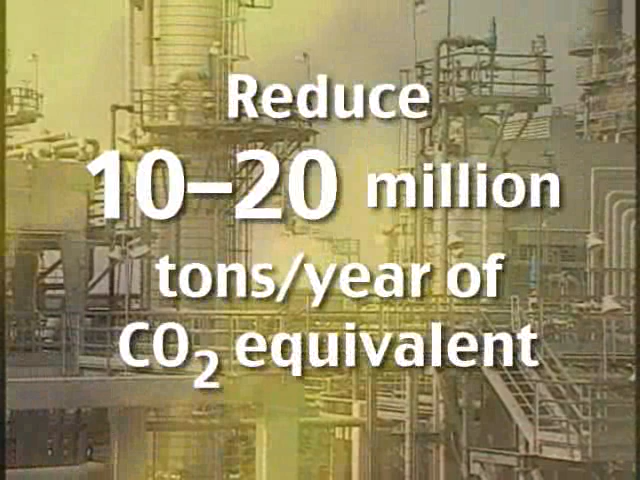 Reduce
10–20 million
tons/year of
CO₂ equivalent